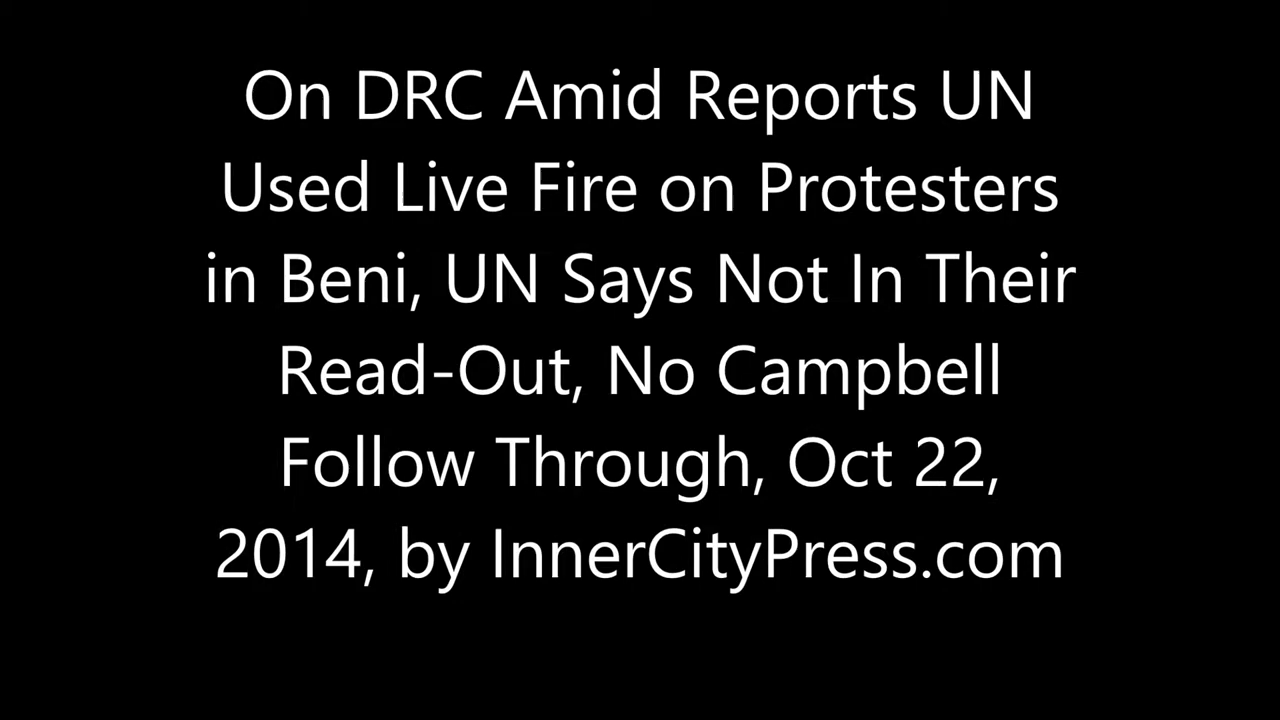 On DRC Amid Reports UN
Used Live Fire on Protesters
in Beni, UN Says Not In Their
Read-Out, No Campbell
Follow Through, Oct 22,
2014, by InnerCityPress.com